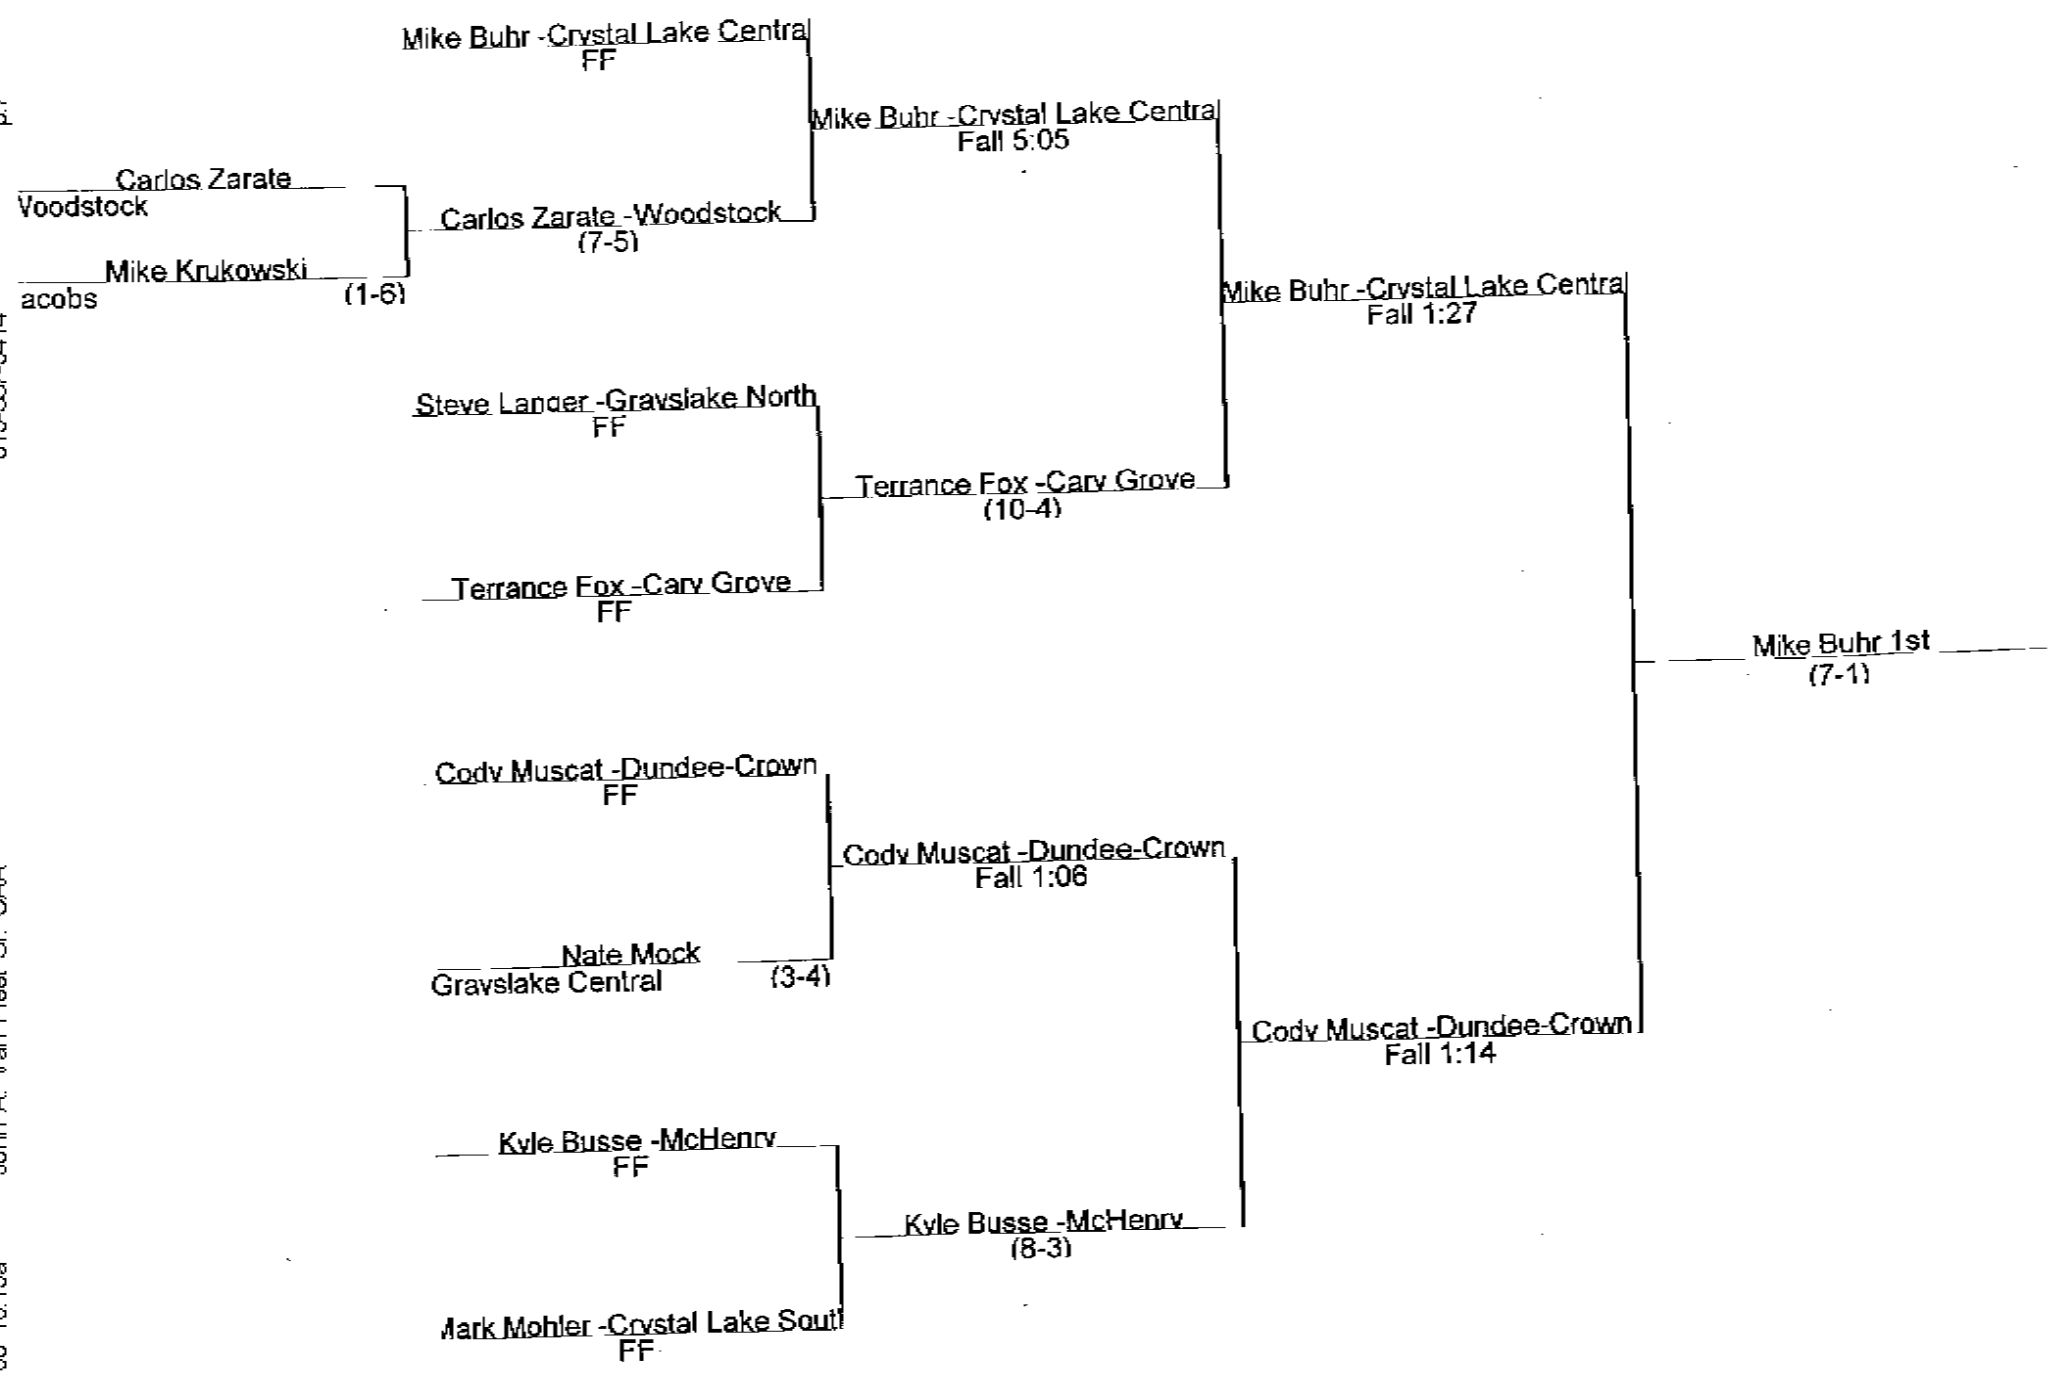 Mike Buhr -Crystal Lake Central
FF
Mike Buhr -Crystal Lake Central
Fall 5:05
Carlos Zarate
Woodstock
Carlos Zarate -Woodstock
(7-5)
Mike Krukowski
acobs
(1-6)
Mike Buhr -Crystal Lake Central
Fall 1:27
Steve Langer -Grayslake North
FF
Terrance Fox -Cary Grove
(10-4)
Terrance Fox -Cary Grove
FF
Mike Buhr 1st
(7-1)
Cody Muscat -Dundee-Crown
FF
Cody Muscat -Dundee-Crown
Fall 1:06
Nate Mock
Grayslake Central
(3-4)
Cody Muscat -Dundee-Crown
Fall 1:14
Kyle Busse -McHenry
FF
Kyle Busse -McHenry
(8-3)
Mark Mohler -Crystal Lake Sout
FF